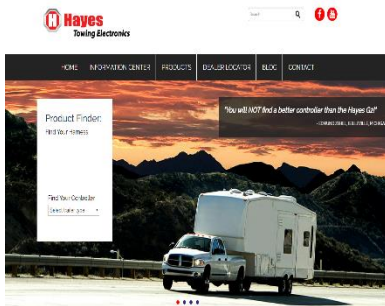 Hayes
Towing Electronics
Search
HOME INFORMATION CENTER PRODUCTS DEALER LOCATOR BLOG CONTACT
"You will NOT find a better controller than the Hayes G2!"
Product Finder:
Find Your Harness
Find Your Controller